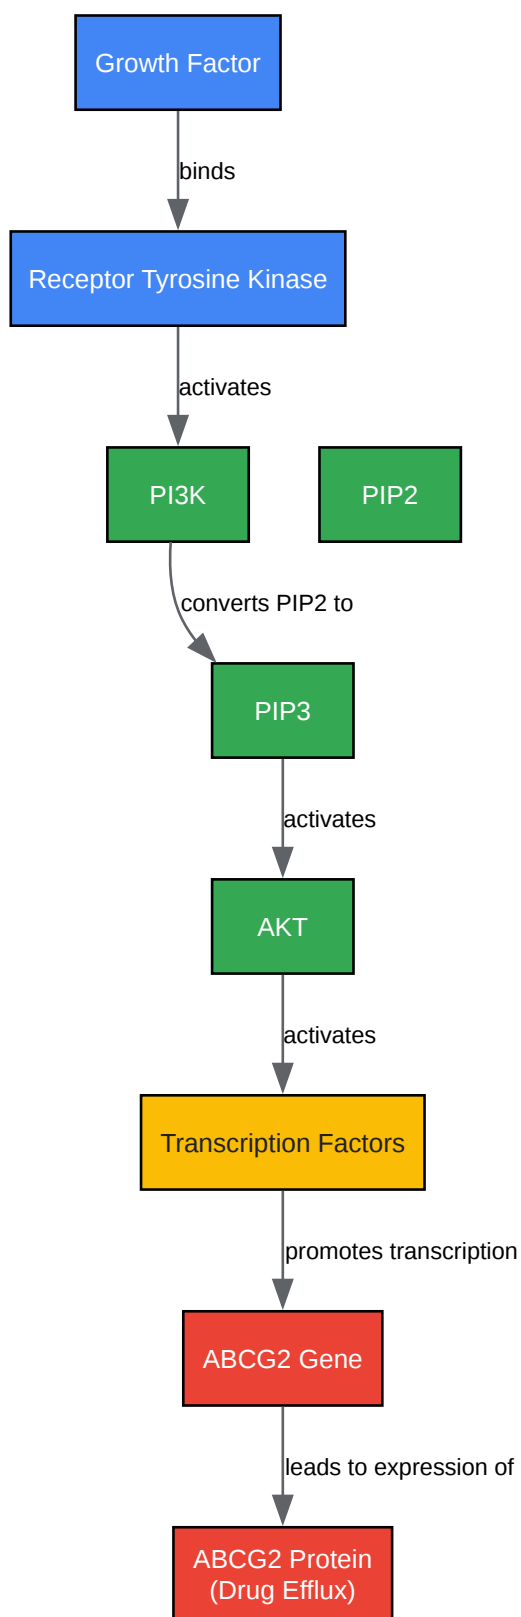 Growth Factor
binds
Receptor Tyrosine Kinase
activates
PI3K
PIP2
converts PIP2 to
PIP3
activates
AKT
activates
Transcription Factors
promotes transcription
ABCG2 Gene
leads to expression of
ABCG2 Protein
(Drug Efflux)